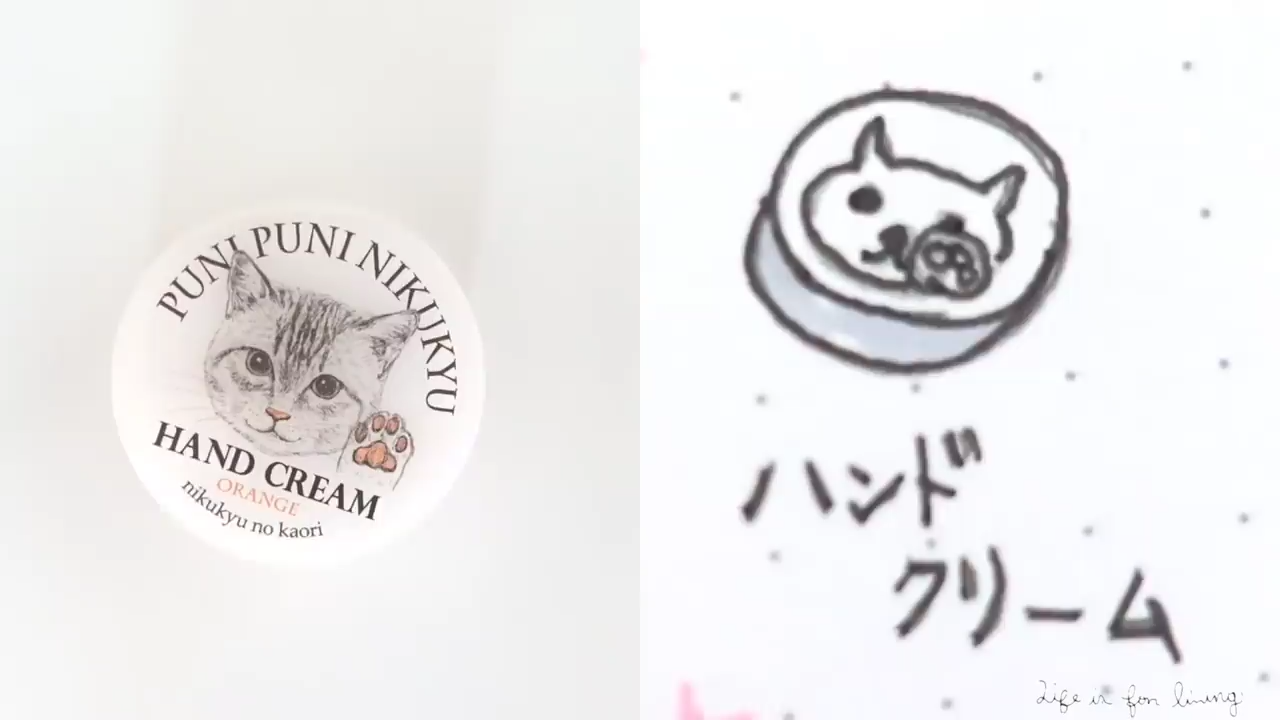 PUNI PUNI NIKUKYU
HAND CREAM
ORANGE
nikukyu no kaori
ハンド
クリーム
Life is for lining